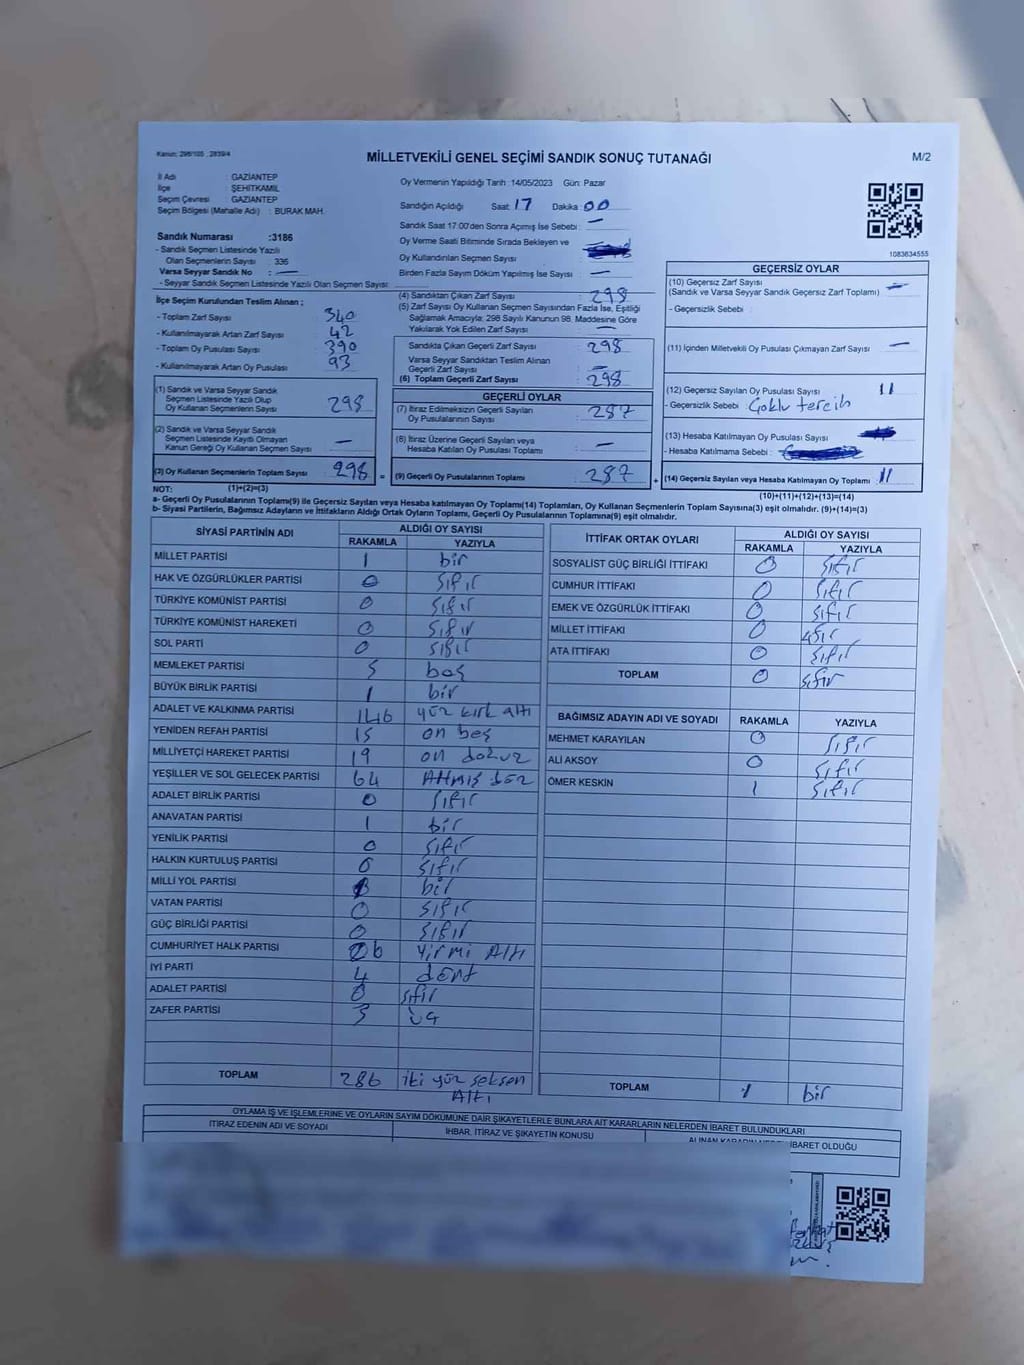 Kanun: 298/105 , 2839/4
MİLLETVEKİLİ GENEL SEÇİMİ SANDIK SONUÇ TUTANAĞI
M/2
İl Adı : GAZİANTEP
İlçe : ŞEHİTKAMİL
Seçim Çevresi : GAZİANTEP
Seçim Bölgesi (Mahalle Adı) : BURAK MAH.
Sandık Numarası :3186
- Sandık Seçmen Listesinde Yazılı
Olan Seçmenlerin Sayısı : 336
Varsa Seyyar Sandık No : —
- Seyyar Sandık Seçmen Listesinde Yazılı Olan Seçmen Sayısı:
Oy Vermenin Yapıldığı Tarih :14/05/2023 Gün: Pazar
Sandığın Açıldığı Saat: 17 Dakika: 00
Sandık Saat 17:00'den Sonra Açımış İse Sebebi : —
Oy Verme Saati Bitiminde Sırada Bekleyen ve
Oy Kullandırılan Seçmen Sayısı :
Birden Fazla Sayım Döküm Yapılmış İse Sayısı : —
1083634555
İlçe Seçim Kurulundan Teslim Alınan ;
- Toplam Zarf Sayısı : 340
- Kullanılmayarak Artan Zarf Sayısı : 42
- Toplam Oy Pusulası Sayısı : 390
- Kullanılmayarak Artan Oy Pusulası : 93
(1) Sandık ve Varsa Seyyar Sandık
Seçmen Listesinde Yazılı Olup
Oy Kullanan Seçmenlerin Sayısı : 298
(2) Sandık ve Varsa Seyyar Sandık
Seçmen Listesinde Kayıtlı Olmayan
Kanun Gereği Oy Kullanan Seçmen Sayısı : —
(3) Oy Kullanan Seçmenlerin Toplam Sayısı : 298
(1)+(2)=(3)
(4) Sandıktan Çıkan Zarf Sayısı : 298
(5) Zarf Sayısı Oy Kullanan Seçmen Sayısından Fazla İse, Eşitliği
Sağlamak Amacıyla; 298 Sayılı Kanunun 98. Maddesine Göre
Yakılarak Yok Edilen Zarf Sayısı : —
Sandıkta Çıkan Geçerli Zarf Sayısı : 298
Varsa Seyyar Sandıktan Teslim Alınan
Geçerli Zarf Sayısı : —
(6) Toplam Geçerli Zarf Sayısı : 298
GEÇERLİ OYLAR
(7) İtiraz Edilmeksizin Geçerli Sayılan
Oy Pusulalarının Sayısı : 287
(8) İtiraz Üzerine Geçerli Sayılan veya
Hesaba Katılan Oy Pusulası Toplamı : —
= (9) Geçerli Oy Pusulalarının Toplamı : 287
GEÇERSİZ OYLAR
(10) Geçersiz Zarf Sayısı : —
(Sandık ve Varsa Seyyar Sandık Geçersiz Zarf Toplamı)
- Geçersizlik Sebebi :
(11) İçinden Milletvekili Oy Pusulası Çıkmayan Zarf Sayısı : —
(12) Geçersiz Sayılan Oy Pusulası Sayısı : 11
- Geçersizlik Sebebi : Çoklu tercih
(13) Hesaba Katılmayan Oy Pusulası Sayısı :
- Hesaba Katılmama Sebebi :
+ (14) Geçersiz Sayılan veya Hesaba Katılmayan Oy Toplamı : 11
(10)+(11)+(12)+(13)=(14)
NOT:
a- Geçerli Oy Pusulalarının Toplamı(9) ile Geçersiz Sayılan veya Hesaba katılmayan Oy Toplamı(14) Toplamları, Oy Kullanan Seçmenlerin Toplam Sayısına(3) eşit olmalıdır. (9)+(14)=(3)
b- Siyasi Partilerin, Bağımsız Adayların ve İttifakların Aldığı Ortak Oyların Toplamı, Geçerli Oy Pusulalarının Toplamına(9) eşit olmalıdır.
SİYASİ PARTİNİN ADI ALDIĞI OY SAYISI
RAKAMLA YAZIYLA
MİLLET PARTİSİ 1 bir
HAK VE ÖZGÜRLÜKLER PARTİSİ 0 sıfır
TÜRKİYE KOMÜNİST PARTİSİ 0 sıfır
TÜRKİYE KOMÜNİST HAREKETİ 0 sıfır
SOL PARTİ 0 sıfır
MEMLEKET PARTİSİ 5 beş
BÜYÜK BİRLİK PARTİSİ 1 bir
ADALET VE KALKINMA PARTİSİ 146 yüz kırk altı
YENİDEN REFAH PARTİSİ 15 on beş
MİLLİYETÇİ HAREKET PARTİSİ 19 on dokuz
YEŞİLLER VE SOL GELECEK PARTİSİ 64 Altmış dör
ADALET BİRLİK PARTİSİ 0 sıfır
ANAVATAN PARTİSİ 1 bir
YENİLİK PARTİSİ 0 sıfır
HALKIN KURTULUŞ PARTİSİ 0 sıfır
MİLLİ YOL PARTİSİ 1 bir
VATAN PARTİSİ 0 sıfır
GÜÇ BİRLİĞİ PARTİSİ 0 sıfır
CUMHURİYET HALK PARTİSİ 26 Yirmi Altı
İYİ PARTİ 4 dört
ADALET PARTİSİ 0 sıfır
ZAFER PARTİSİ 3 üç
TOPLAM 286 iki yüz seksen
Altı
İTTİFAK ORTAK OYLARI ALDIĞI OY SAYISI
RAKAMLA YAZIYLA
SOSYALİST GÜÇ BİRLİĞİ İTTİFAKI 0 sıfır
CUMHUR İTTİFAKI 0 sıfır
EMEK VE ÖZGÜRLÜK İTTİFAKI 0 sıfır
MİLLET İTTİFAKI 0
ATA İTTİFAKI 0 sıfır
TOPLAM 0 sıfır
BAĞIMSIZ ADAYIN ADI VE SOYADI RAKAMLA YAZIYLA
MEHMET KARAYILAN 0 sıfır
ALİ AKSOY 0 sıfır
ÖMER KESKİN 1 sıfır
TOPLAM 1 bir
OYLAMA İŞ VE İŞLEMLERİNE VE OYLARIN SAYIM DÖKÜMÜNE DAİR ŞİKAYETLERLE BUNLARA AİT KARARLARIN NELERDEN İBARET BULUNDUKLARI
İTİRAZ EDENİN ADI VE SOYADI İHBAR, İTİRAZ VE ŞİKAYETİN KONUSU ALINAN KARARIN NEDEN İBARET OLDUĞU